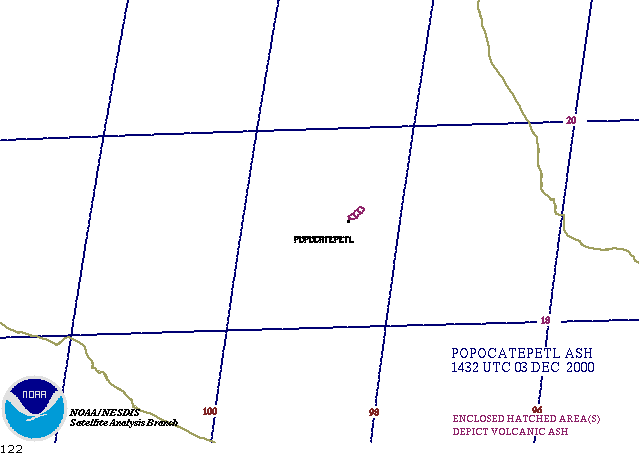 20
POPOCATEPETL
18
POPOCATEPETL ASH
1432 UTC 03 DEC 2000
NOAA
NOAA/NESDIS
Satellite Analysis Branch
100
98
96
ENCLOSED HATCHED AREA(S)
DEPICT VOLCANIC ASH
122